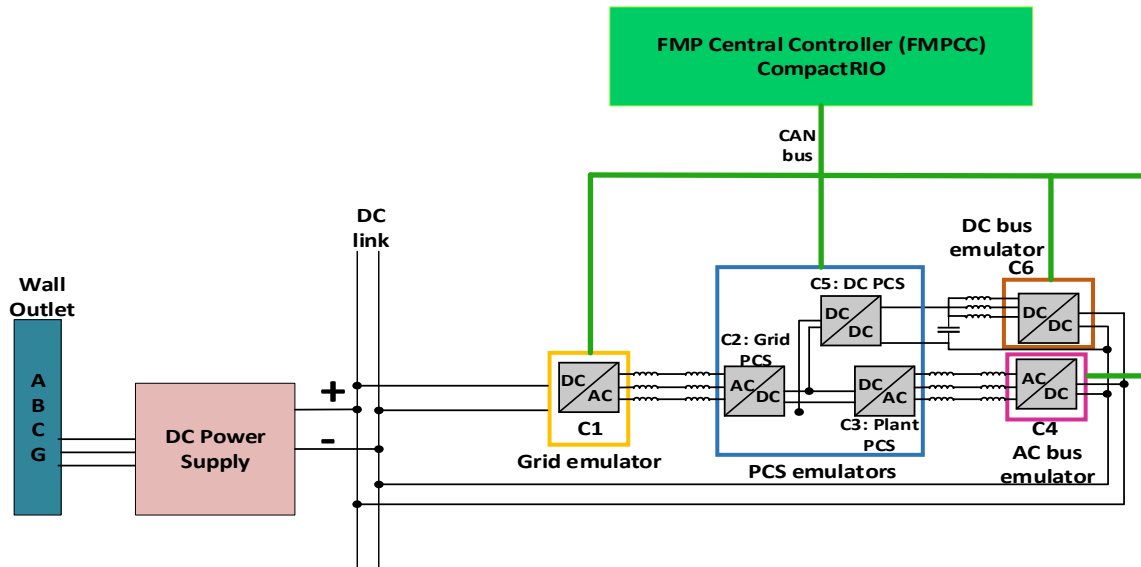 FMP Central Controller (FMPCC)
CompactRIO
CAN
bus
DC
link
DC bus
emulator
C6
Wall
Outlet
A
B
C
G
DC Power
Supply
+
-
DC
AC
C1
Grid emulator
C5: DC PCS
DC
DC
C2: Grid
PCS
AC
DC
DC
AC
C3: Plant
PCS
PCS emulators
DC
DC
AC
DC
C4
AC bus
emulator